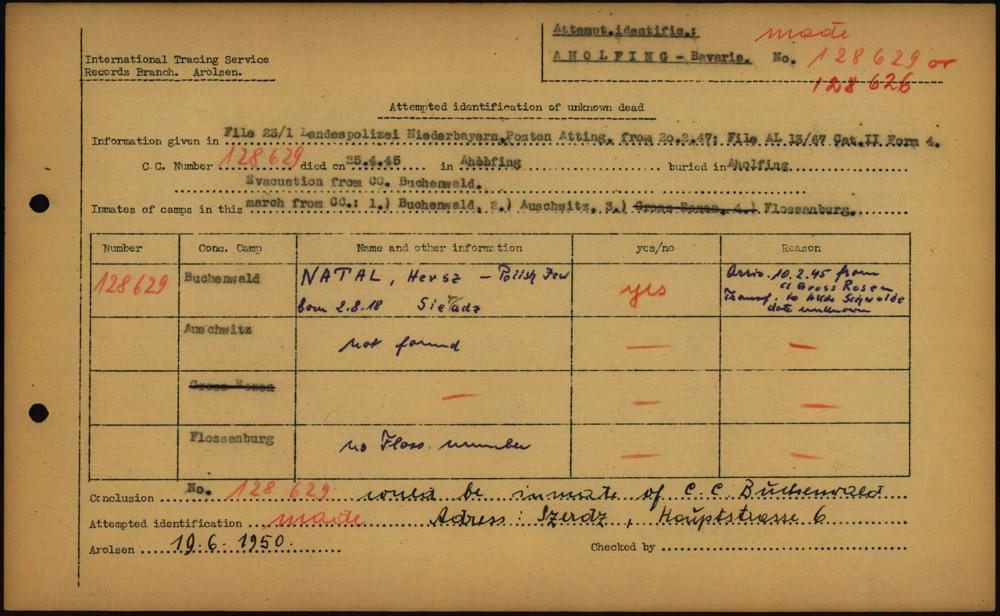 Attempt.identific.: made
International Tracing Service
Records Branch. Arolsen.
AHOLFING - Bavaria. No. 128629 or
128626
Attempted identification of unknown dead
Information given in File 23/1 Landespolizei Niederbayern,Posten Atting, from 20.2.47; File AL 13/67 Cat.II Form 4.
C.C. Number 128629 died on 25.4.45 in Aholfing buried in Aholfing
Evacuation from CC. Buchenwald.
Inmates of camps in this march from CC.: 1.) Buchenwald, 2.) Auschwitz, 3.) Gross Rosen, 4.) Flossenburg.
Number Conc. Camp Name and other information yes/no Reason
128629 Buchenwald NATAL, Hersz – Polish Jew born 2.8.18 Sieradz yes Arriv. 10.2.45 from cc Gross Rosen Transf. to Kdo Schwalbe date unknown
Auschwitz not found — —
Gross Rosen — — —
Flossenburg no Floss. number — —
Conclusion No. 128629 would be inmate of C.C Buchenwald
Attempted identification made Adress: Szerdz, Hauptstrasse 6
Arolsen 19.6.1950. Checked by